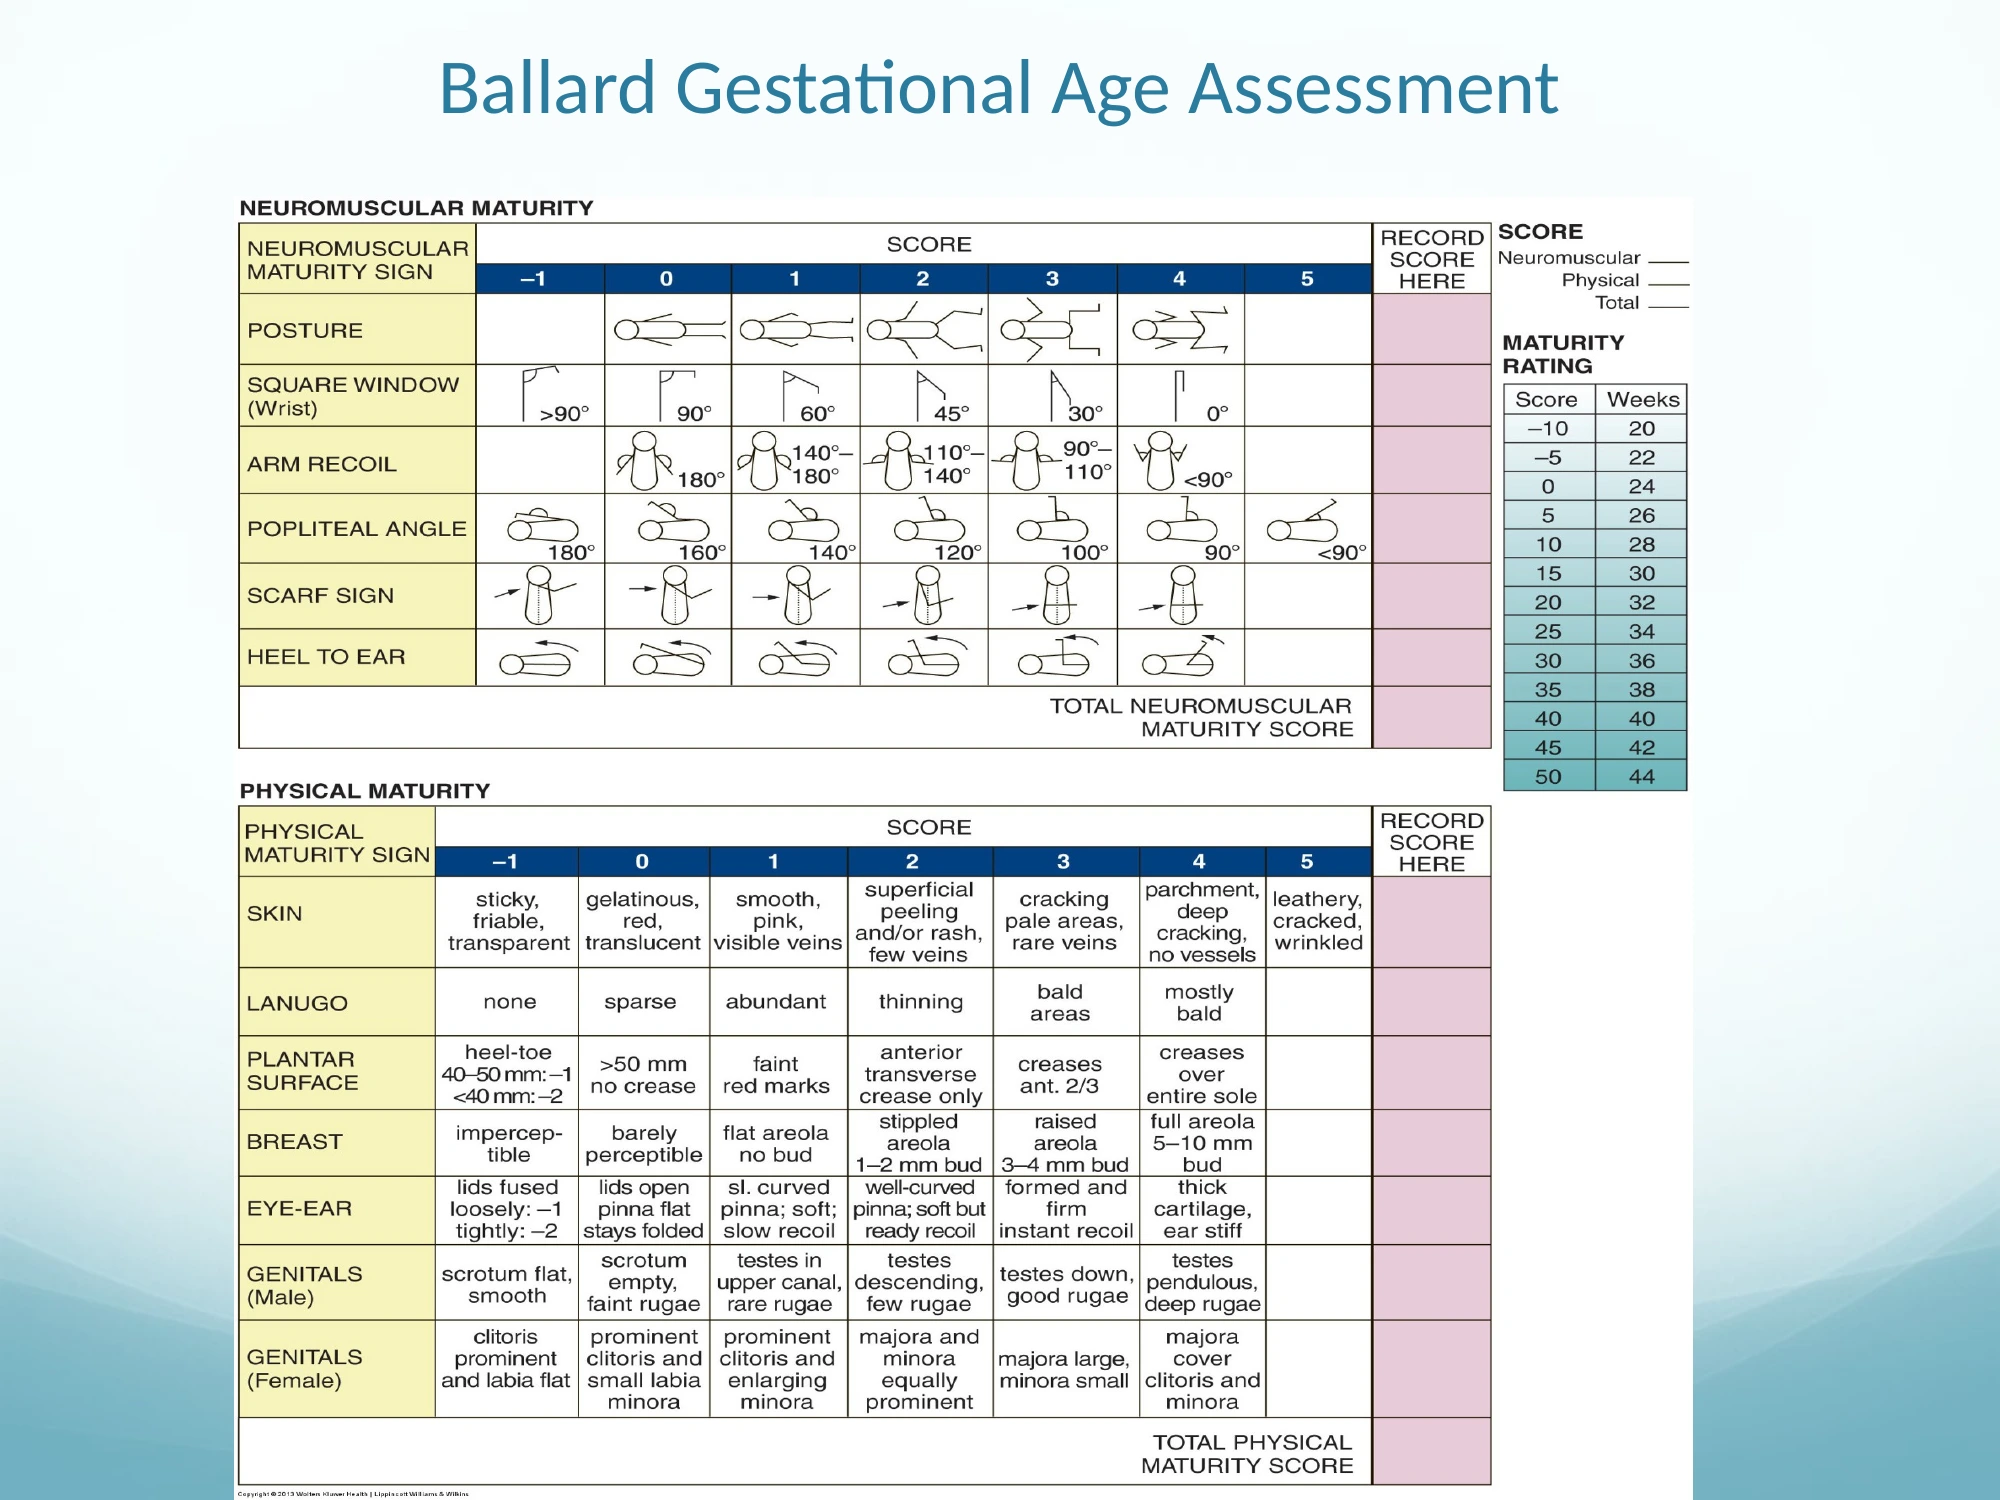 Ballard Gestational Age Assessment
NEUROMUSCULAR MATURITY
NEUROMUSCULAR
MATURITY SIGN
SCORE
RECORD
SCORE
HERE
–1 0 1 2 3 4 5
POSTURE
SQUARE WINDOW
(Wrist)
>90° 90° 60° 45° 30° 0°
ARM RECOIL
180°
140°–
180°
110°–
140°
90°–
110°
<90°
POPLITEAL ANGLE
180° 160° 140° 120° 100° 90° <90°
SCARF SIGN
HEEL TO EAR
TOTAL NEUROMUSCULAR
MATURITY SCORE
SCORE
Neuromuscular
Physical
Total
MATURITY
RATING
Score Weeks
–10 20
–5 22
0 24
5 26
10 28
15 30
20 32
25 34
30 36
35 38
40 40
45 42
50 44
PHYSICAL MATURITY
PHYSICAL
MATURITY SIGN
SCORE
RECORD
SCORE
HERE
–1 0 1 2 3 4 5
SKIN
sticky,
friable,
transparent
gelatinous,
red,
translucent
smooth,
pink,
visible veins
superficial
peeling
and/or rash,
few veins
cracking
pale areas,
rare veins
parchment,
deep
cracking,
no vessels
leathery,
cracked,
wrinkled
LANUGO
none
sparse
abundant
thinning
bald
areas
mostly
bald
PLANTAR
SURFACE
heel-toe
40–50 mm:–1
<40 mm:–2
>50 mm
no crease
faint
red marks
anterior
transverse
crease only
creases
ant. 2/3
creases
over
entire sole
BREAST
impercep-
tible
barely
perceptible
flat areola
no bud
stippled
areola
1–2 mm bud
raised
areola
3–4 mm bud
full areola
5–10 mm
bud
EYE-EAR
lids fused
loosely: –1
tightly: –2
lids open
pinna flat
stays folded
sl. curved
pinna; soft;
slow recoil
well-curved
pinna; soft but
ready recoil
formed and
firm
instant recoil
thick
cartilage,
ear stiff
GENITALS
(Male)
scrotum flat,
smooth
scrotum
empty,
faint rugae
testes in
upper canal,
rare rugae
testes
descending,
few rugae
testes down,
good rugae
testes
pendulous,
deep rugae
GENITALS
(Female)
clitoris
prominent
and labia flat
prominent
clitoris and
small labia
minora
prominent
clitoris and
enlarging
minora
majora and
minora
equally
prominent
majora large,
minora small
majora
cover
clitoris and
minora
TOTAL PHYSICAL
MATURITY SCORE
Copyright © 2013 Wolters Kluwer Health | Lippincott Williams & Wilkins